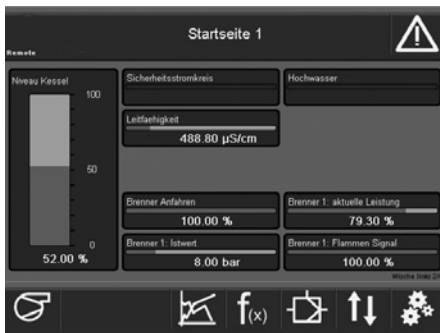 Startseite 1
Remote
Niveau Kessel
100
50
0
52.00 %
Sicherheitsstromkreis
Hochwasser
Leitfaehigkeit
488.80 µS/cm
Brenner Anfahren
100.00 %
Brenner 1: aktuelle Leistung
79.30 %
Brenner 1: Istwert
8.00 bar
Brenner 1: Flammen Signal
100.00 %
f(x)